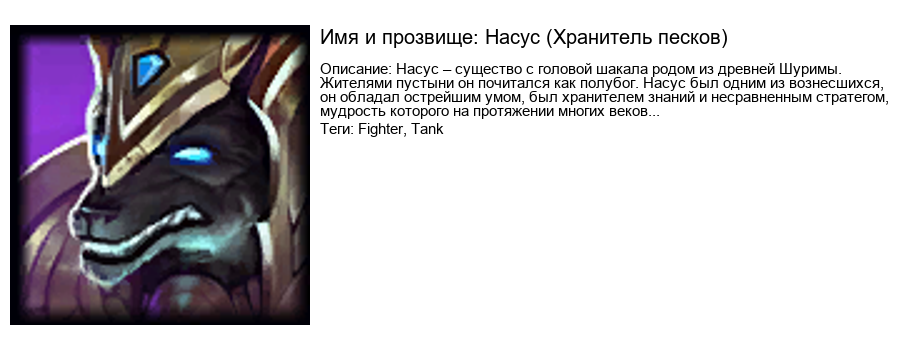 Имя и прозвище: Насус (Хранитель песков)
Описание: Насус – существо с головой шакала родом из древней Шуримы.
Жителями пустыни он почитался как полубог. Насус был одним из вознесшихся,
он обладал острейшим умом, был хранителем знаний и несравненным стратегом,
мудрость которого на протяжении многих веков...
Теги: Fighter, Tank